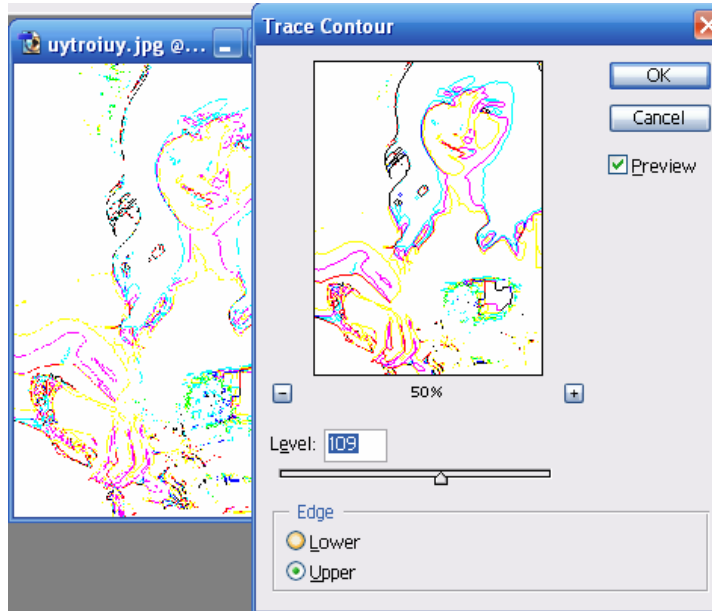 uytroiuy.jpg @...
Trace Contour
OK
Cancel
Preview
50%
Level: 109
Edge
Lower
Upper